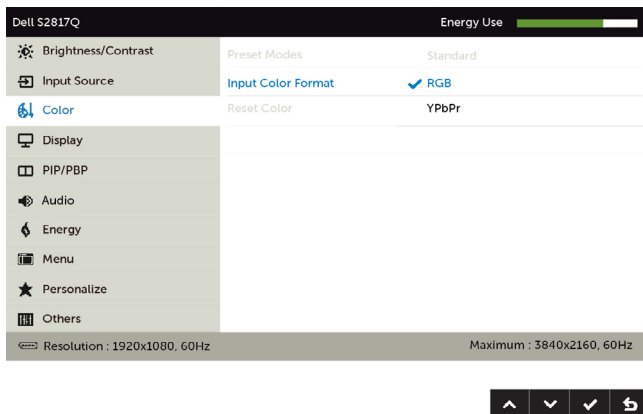 Dell S2817Q Energy Use
Brightness/Contrast Preset Modes Standard
Input Source Input Color Format RGB
Color Reset Color YPbPr
Display
PIP/PBP
Audio
Energy
Menu
Personalize
Others
Resolution : 1920x1080, 60Hz Maximum : 3840x2160, 60Hz